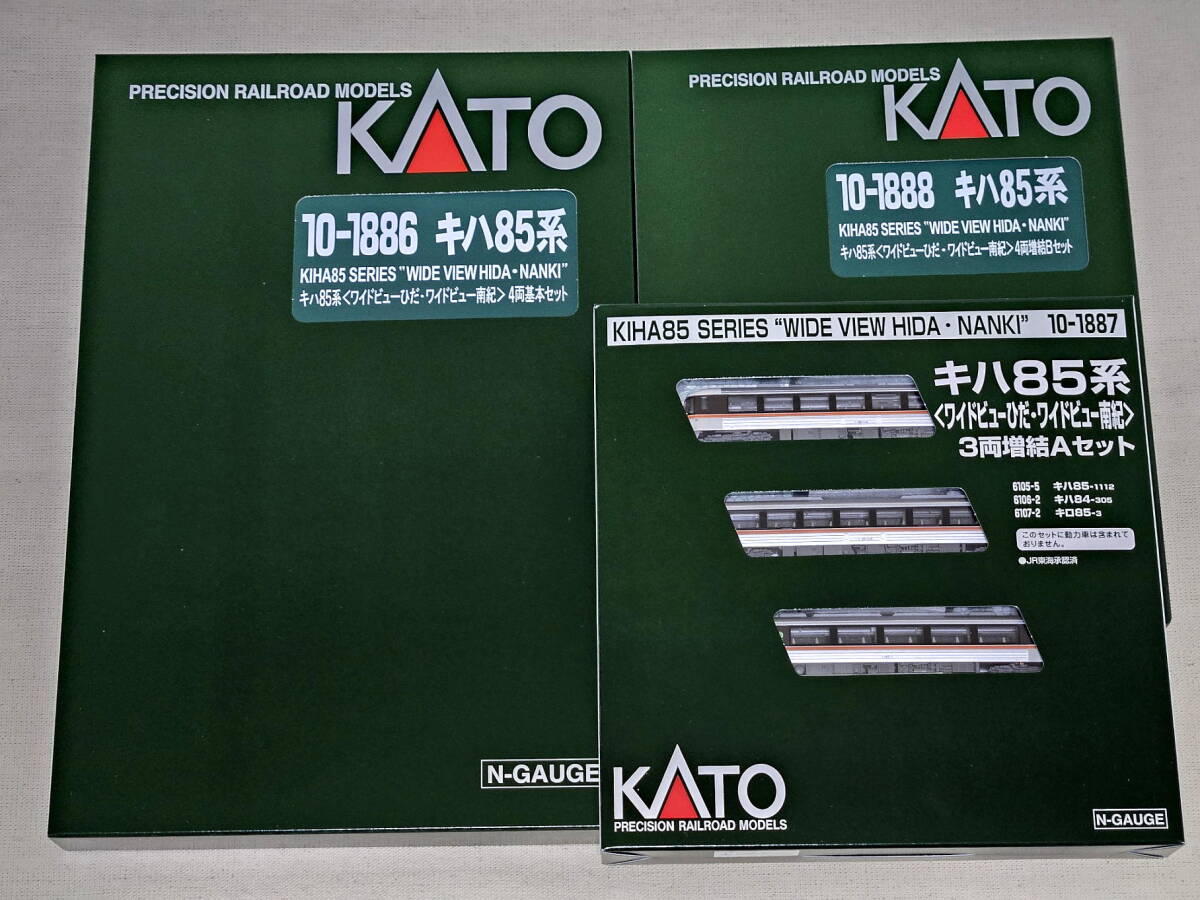 PRECISION RAILROAD MODELS
KATO
10-1886 キハ85系
KIHA85 SERIES "WIDE VIEW HIDA・NANKI"
キハ85系〈ワイドビューひだ・ワイドビュー南紀〉4両基本セット
N-GAUGE
PRECISION RAILROAD MODELS
KATO
10-1888 キハ85系
KIHA85 SERIES "WIDE VIEW HIDA・NANKI"
キハ85系〈ワイドビューひだ・ワイドビュー南紀〉4両増結Bセット
KIHA85 SERIES “WIDE VIEW HIDA・NANKI” 10-1887
キハ85系
〈ワイドビューひだ・ワイドビュー南紀〉
3両増結Aセット
6105-5 キハ85-1112
6106-2 キハ84-305
6107-2 キロ85-3
このセットに動力車は含まれて
おりません。
●JR東海承認済
KATO
PRECISION RAILROAD MODELS
N-GAUGE